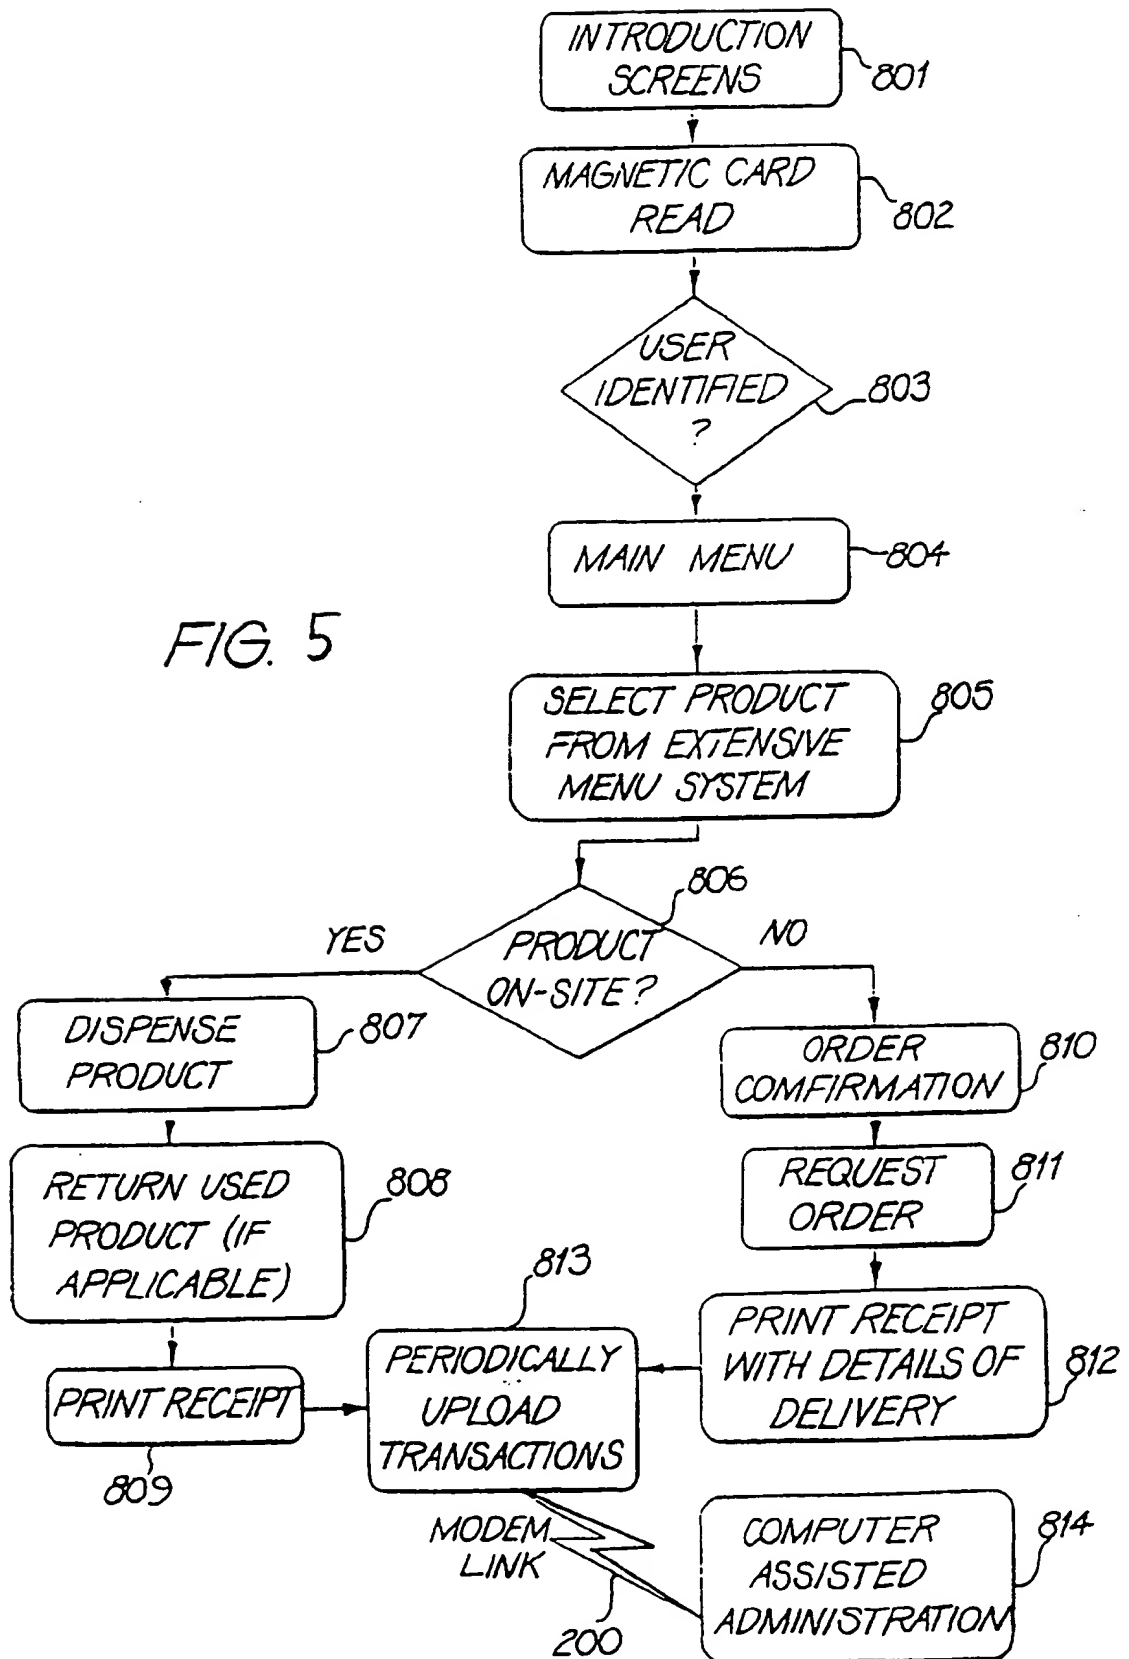 INTRODUCTION
SCREENS
801
MAGNETIC CARD
READ
802
USER
IDENTIFIED
?
803
MAIN MENU
804
FIG. 5
SELECT PRODUCT
FROM EXTENSIVE
MENU SYSTEM
805
806
YES
PRODUCT
ON-SITE?
NO
DISPENSE
PRODUCT
807
ORDER
COMFIRMATION
810
RETURN USED
PRODUCT (IF
APPLICABLE)
808
REQUEST
ORDER
811
813
PRINT RECEIPT
WITH DETAILS OF
DELIVERY
812
PRINT RECEIPT
809
PERIODICALLY
UPLOAD
TRANSACTIONS
MODEM
LINK
200
COMPUTER
ASSISTED
ADMINISTRATION
814